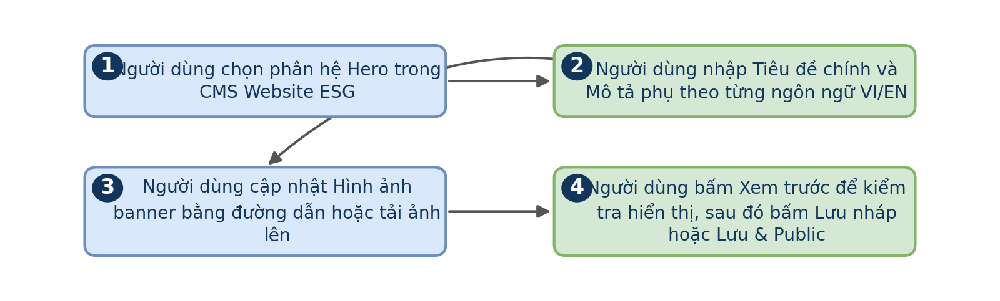 1
Người dùng chọn phân hệ Hero trong
CMS Website ESG
2
Người dùng nhập Tiêu đề chính và
Mô tả phụ theo từng ngôn ngữ VI/EN
3
Người dùng cập nhật Hình ảnh
banner bằng đường dẫn hoặc tải ảnh
lên
4
Người dùng bấm Xem trước để kiểm
tra hiển thị, sau đó bấm Lưu nháp
hoặc Lưu & Public